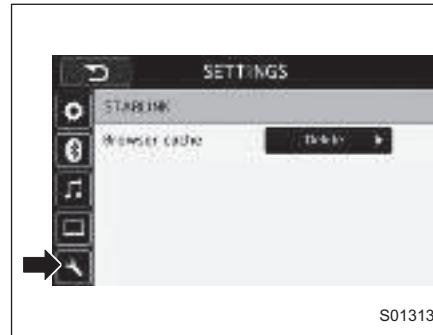 SETTINGS
STARLINK
Browser cache
Delete
S01313